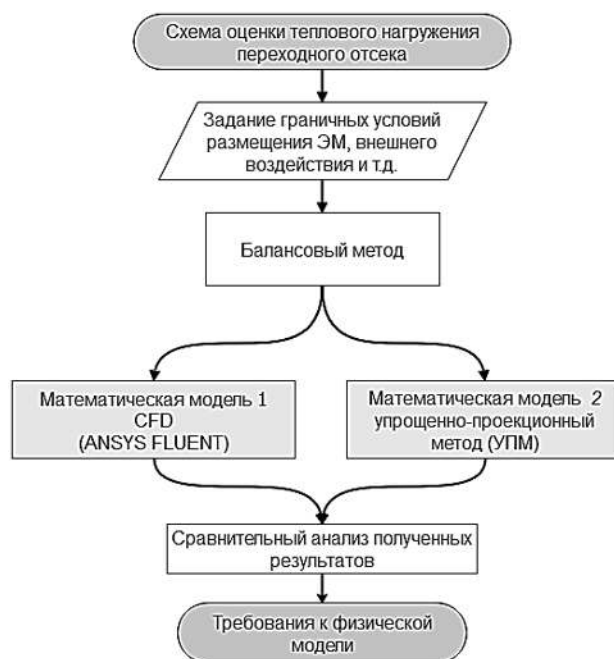 Схема оценки теплового нагружения
переходного отсека
Задание граничных условий
размещения ЭМ, внешнего
воздействия и т.д.
Балансовый метод
Математическая модель 1
CFD
(ANSYS FLUENT)
Математическая модель 2
упрощенно-проекционный
метод (УПМ)
Сравнительный анализ полученных
результатов
Требования к физической
модели